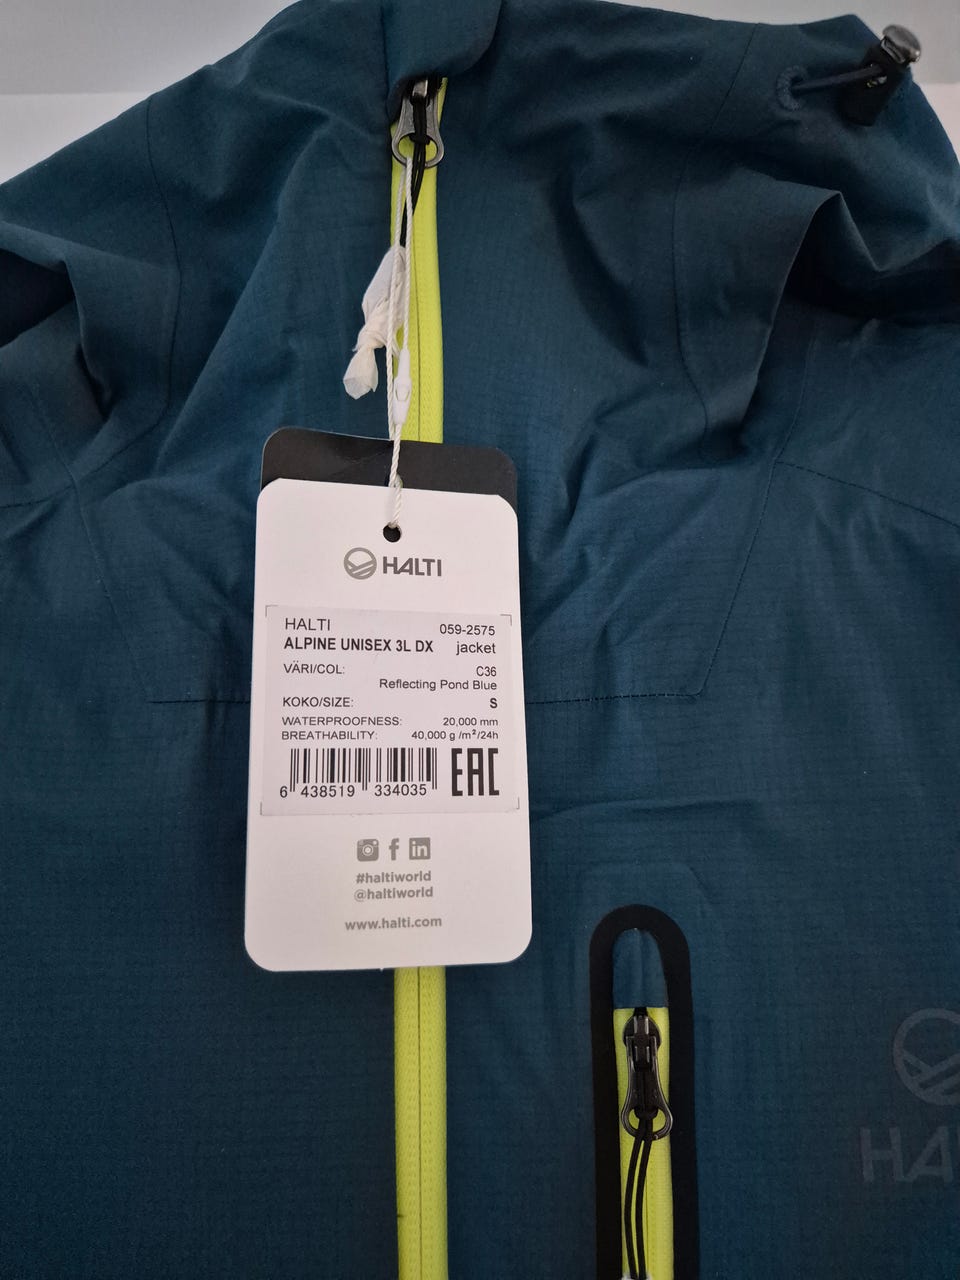 HALTI
HALTI 059-2575
ALPINE UNISEX 3L DX jacket
VÄRI/COL: C36
Reflecting Pond Blue
KOKO/SIZE: S
WATERPROOFNESS: 20,000 mm
BREATHABILITY: 40,000 g /m²/24h
6 438519 334035 EAC
#haltiworld
@haltiworld
www.halti.com
HA